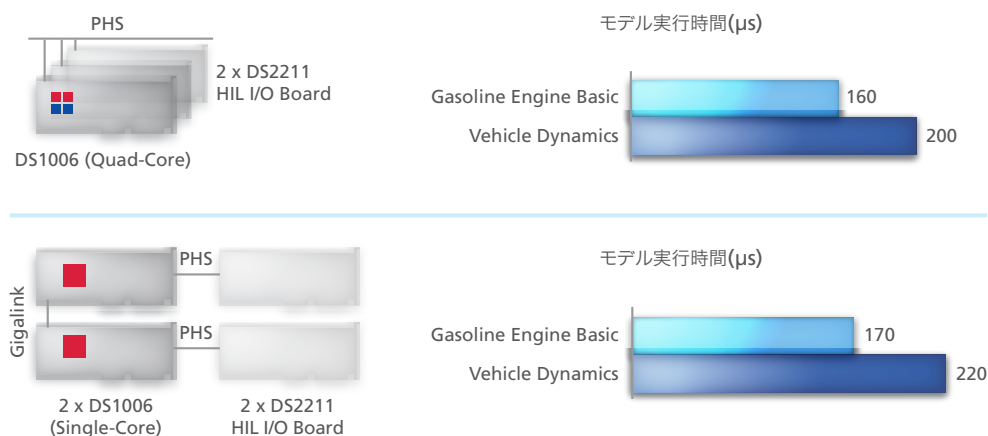 PHS
2 x DS2211
HIL I/O Board
DS1006 (Quad-Core)
モデル実行時間(µs)
Gasoline Engine Basic
160
Vehicle Dynamics
200
Gigalink
PHS
PHS
2 x DS1006
(Single-Core)
2 x DS2211
HIL I/O Board
モデル実行時間(µs)
Gasoline Engine Basic
170
Vehicle Dynamics
220